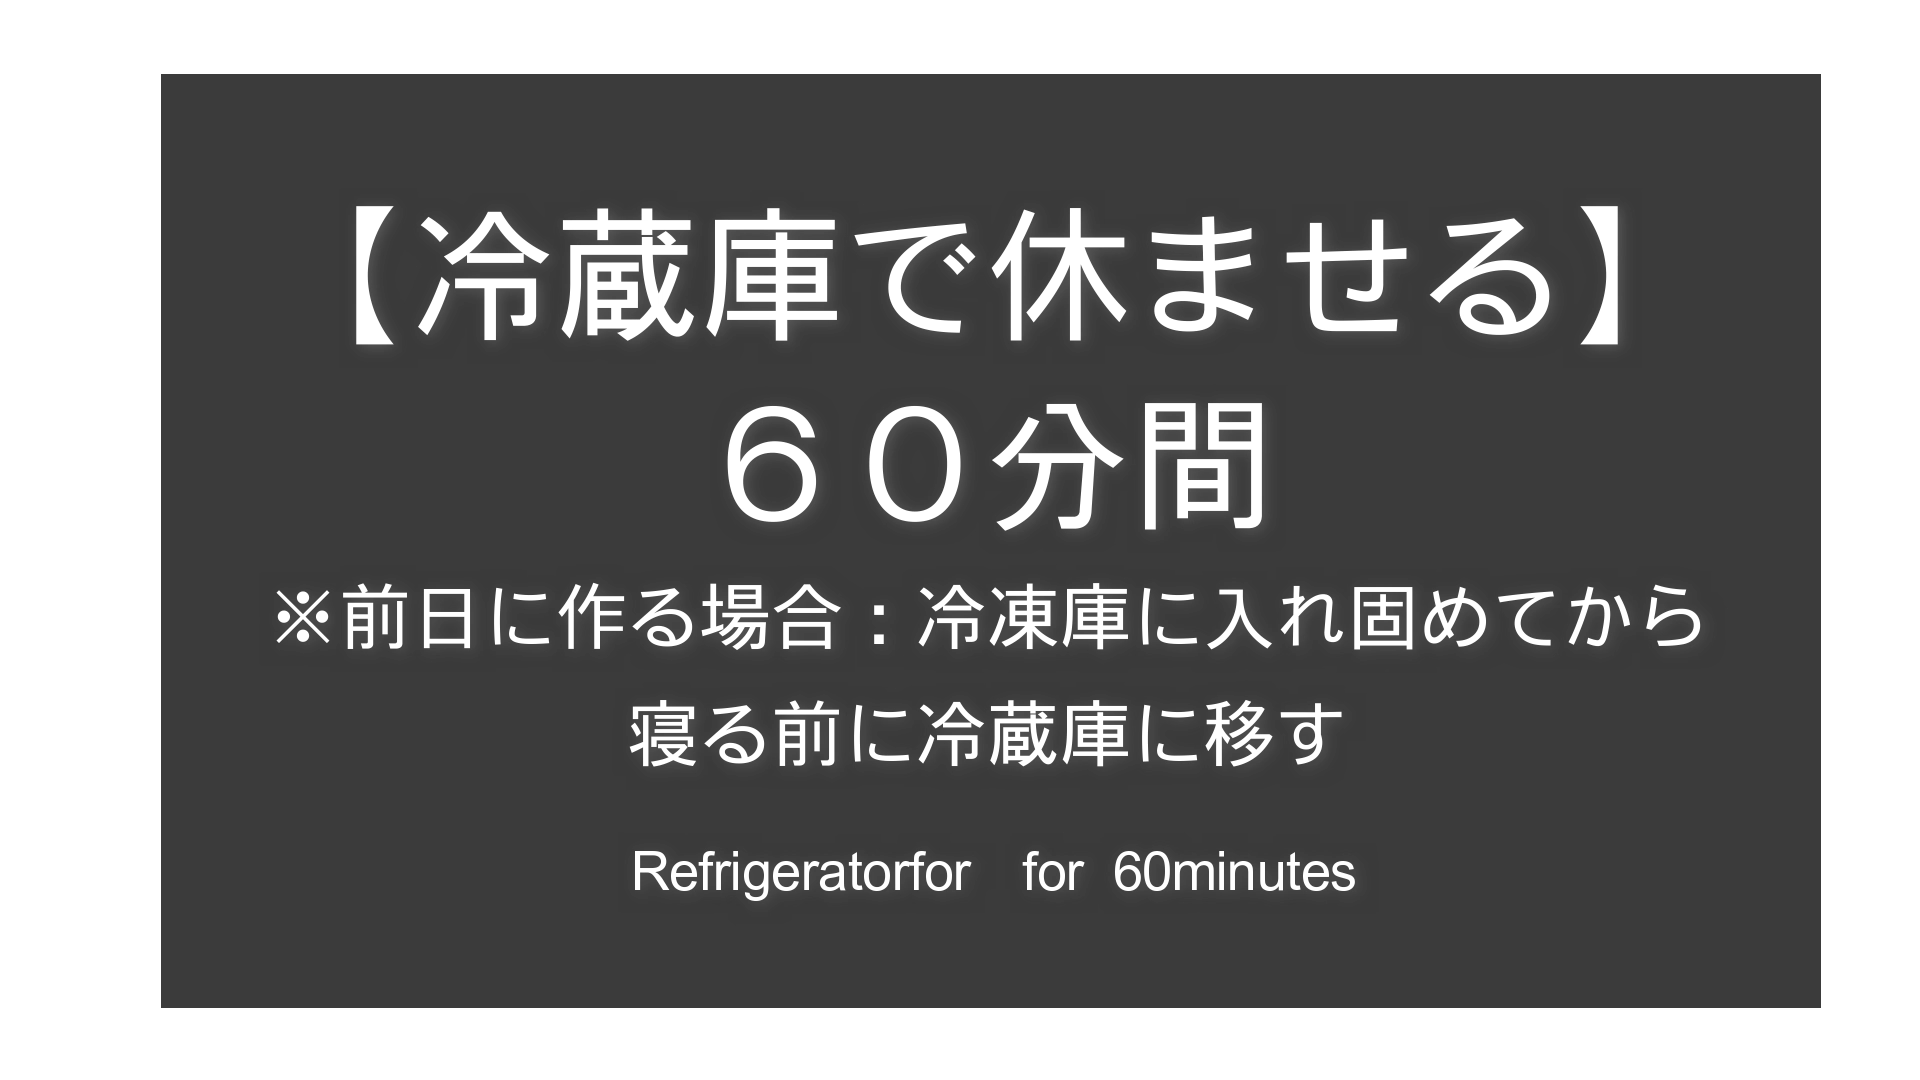 【冷蔵庫で休ませる】
６０分間
※前日に作る場合：冷凍庫に入れ固めてから
寝る前に冷蔵庫に移す
Refrigeratorfor　for  60minutes